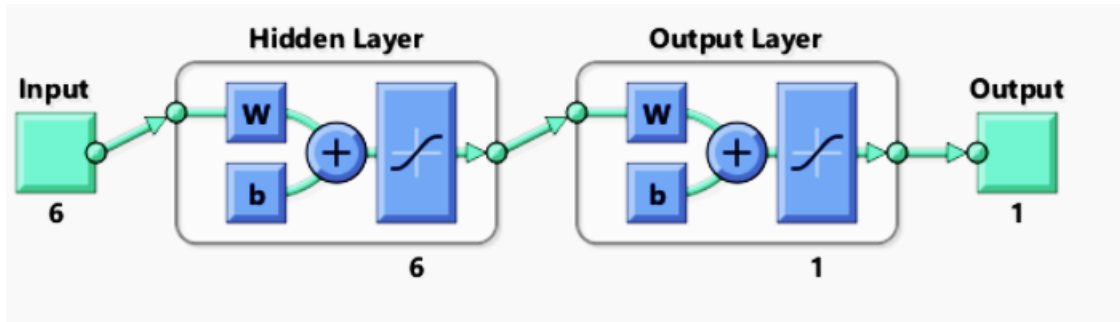 Hidden Layer
Output Layer
Input
Output
W
W
+
+
b
b
6
1
6
1